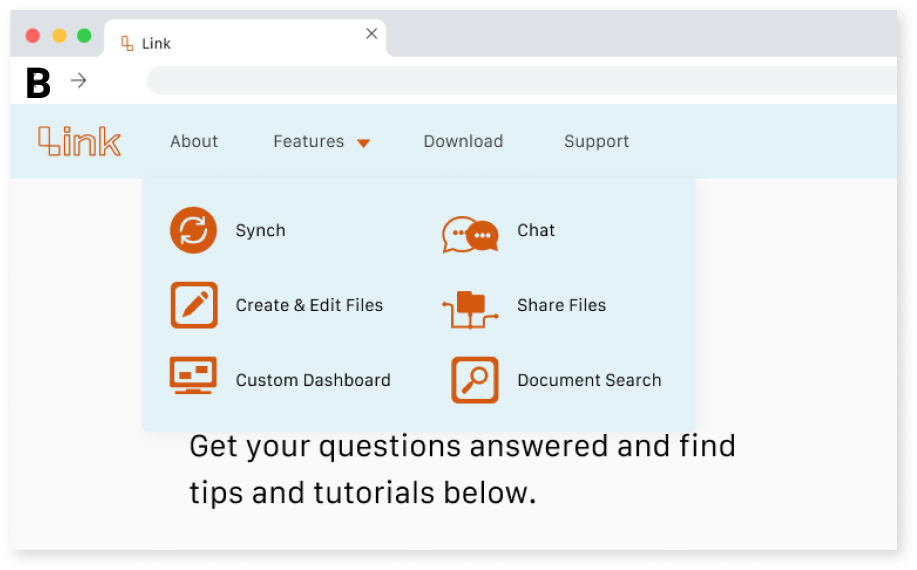 Link
B
Link
About Features Download Support
Synch Chat
Create & Edit Files Share Files
Custom Dashboard Document Search
Get your questions answered and find
tips and tutorials below.